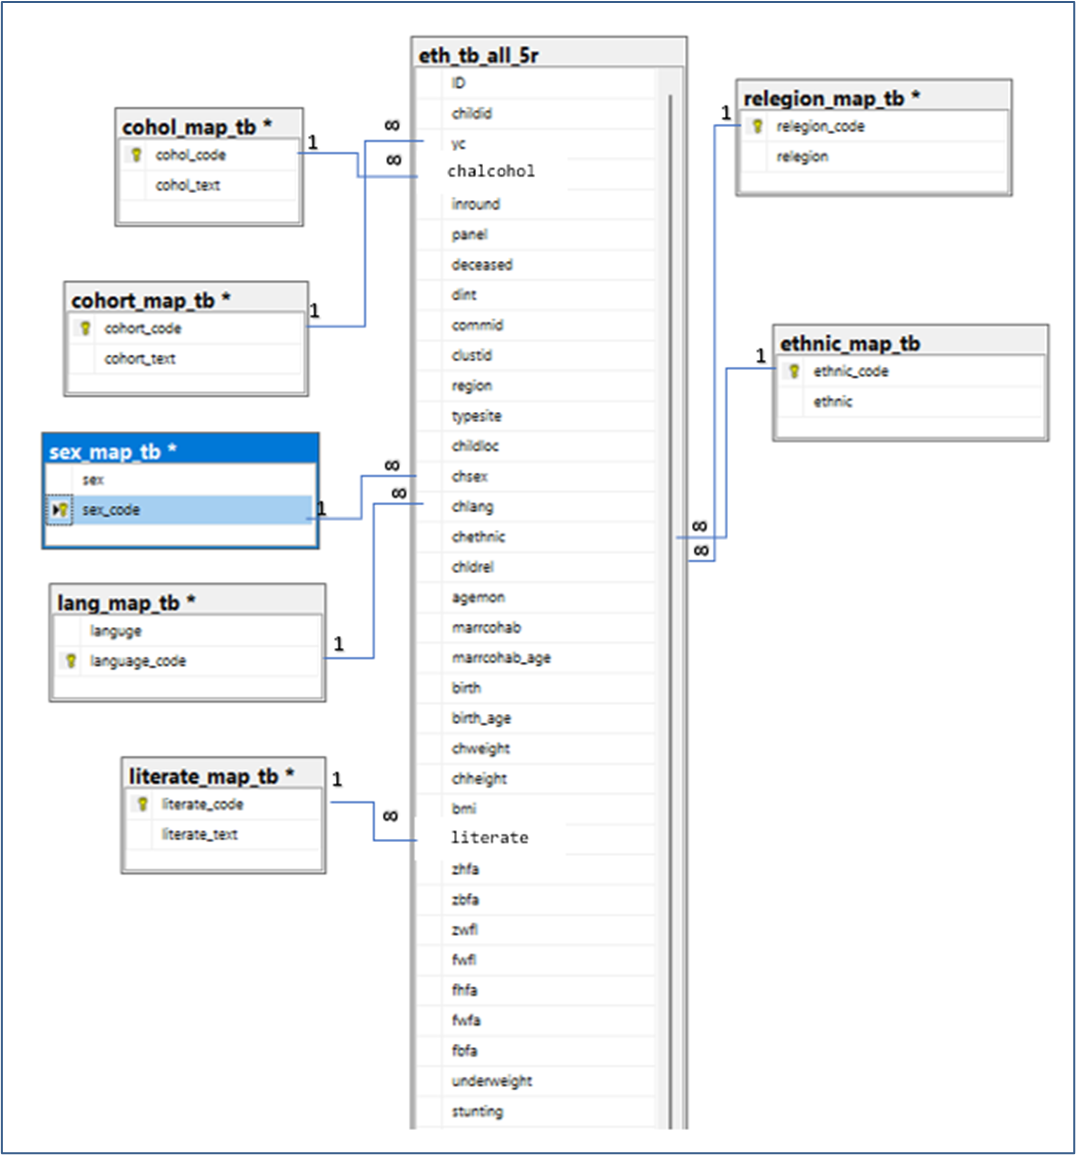 eth_tb_all_5r
ID
childid
yc
chalcohol
inround
panel
deceased
dint
commid
clustid
region
typesite
childloc
chsex
chlang
chethnic
chldrel
agemon
marrcohab
marrcohab_age
birth
birth_age
chweight
chheight
bmi
literate
zhfa
zbfa
zwfl
fwfl
fhfa
fwfa
fbfa
underweight
stunting
cohol_map_tb *
cohol_code
cohol_text
1
∞
cohort_map_tb *
cohort_code
cohort_text
1
∞
sex_map_tb *
sex
sex_code
1
∞
lang_map_tb *
languge
language_code
1
∞
literate_map_tb *
literate_code
literate_text
1
∞
relegion_map_tb *
relegion_code
relegion
1
∞
ethnic_map_tb
ethnic_code
ethnic
1
∞